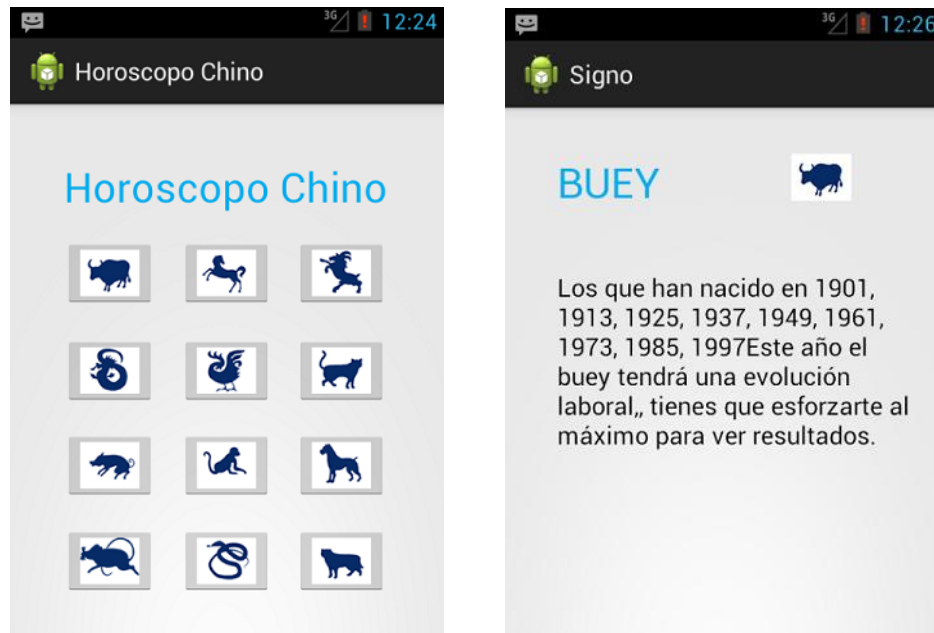 3G 12:24
Horoscopo Chino
Horoscopo Chino
3G 12:26
Signo
BUEY
Los que han nacido en 1901,
1913, 1925, 1937, 1949, 1961,
1973, 1985, 1997Este año el
buey tendrá una evolución
laboral,, tienes que esforzarte al
máximo para ver resultados.